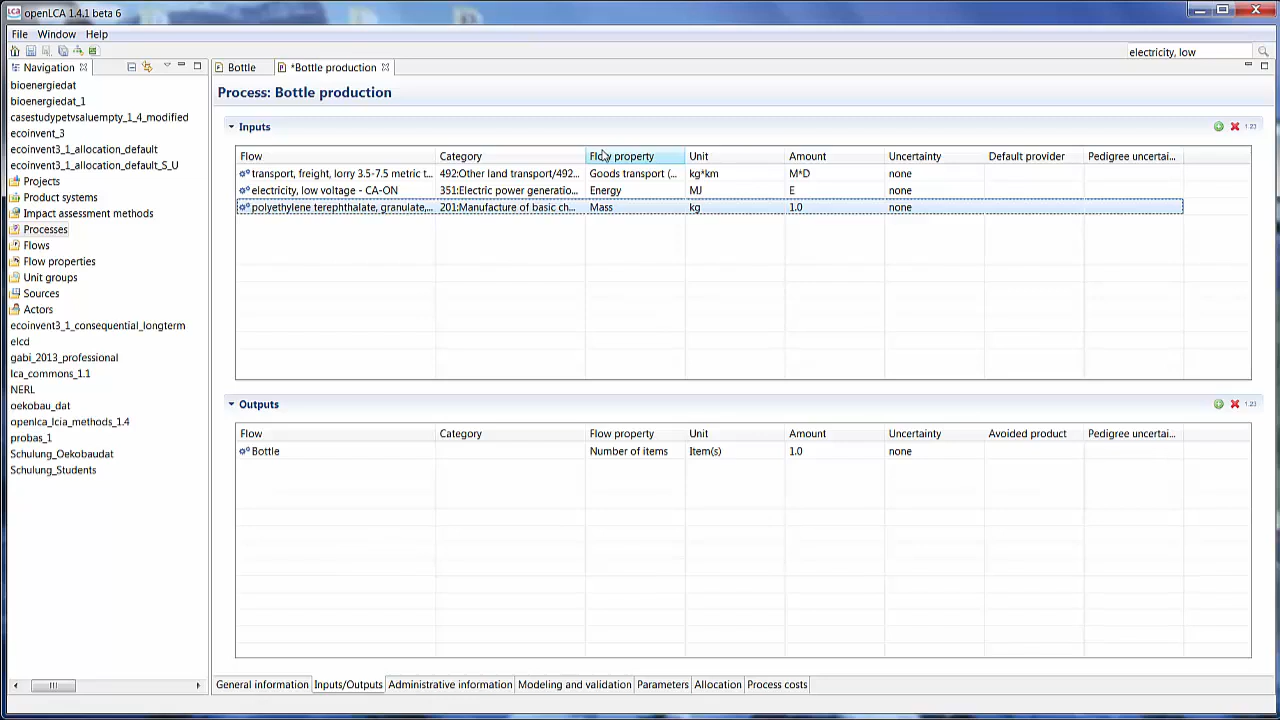 openLCA 1.4.1 beta 6
File Window Help
electricity, low
Navigation
Bottle
*Bottle production
bioenergiedat
bioenergiedat_1
casestudypetvsaluempty_1_4_modified
ecoinvent_3
ecoinvent3_1_allocation_default
ecoinvent3_1_allocation_default_S_U
Projects
Product systems
Impact assessment methods
Processes
Flows
Flow properties
Unit groups
Sources
Actors
ecoinvent3_1_consequential_longterm
elcd
gabi_2013_professional
lca_commons_1.1
NERL
oekobau_dat
openlca_lcia_methods_1.4
probas_1
Schulung_Oekobaudat
Schulung_Students
Process: Bottle production
Inputs
Flow Category Flow property Unit Amount Uncertainty Default provider Pedigree uncertai...
transport, freight, lorry 3.5-7.5 metric t... 492:Other land transport/492... Goods transport (... kg*km M*D none
electricity, low voltage - CA-ON 351:Electric power generatio... Energy MJ E none
polyethylene terephthalate, granulate,... 201:Manufacture of basic ch... Mass kg 1.0 none
Outputs
Flow Category Flow property Unit Amount Uncertainty Avoided product Pedigree uncertai...
Bottle Number of items Item(s) 1.0 none
General information Inputs/Outputs Administrative information Modeling and validation Parameters Allocation Process costs